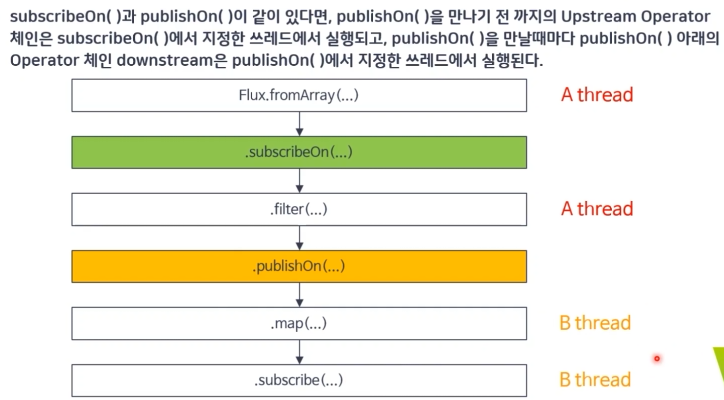 subscribeOn( )과 publishOn( )이 같이 있다면, publishOn( )을 만나기 전 까지의 Upstream Operator
체인은 subscribeOn( )에서 지정한 쓰레드에서 실행되고, publishOn( )을 만날때마다 publishOn( ) 아래의
Operator 체인 downstream은 publishOn( )에서 지정한 쓰레드에서 실행된다.
Flux.fromArray(...)
A thread
.subscribeOn(...)
.filter(...)
A thread
.publishOn(...)
.map(...)
B thread
.subscribe(...)
B thread